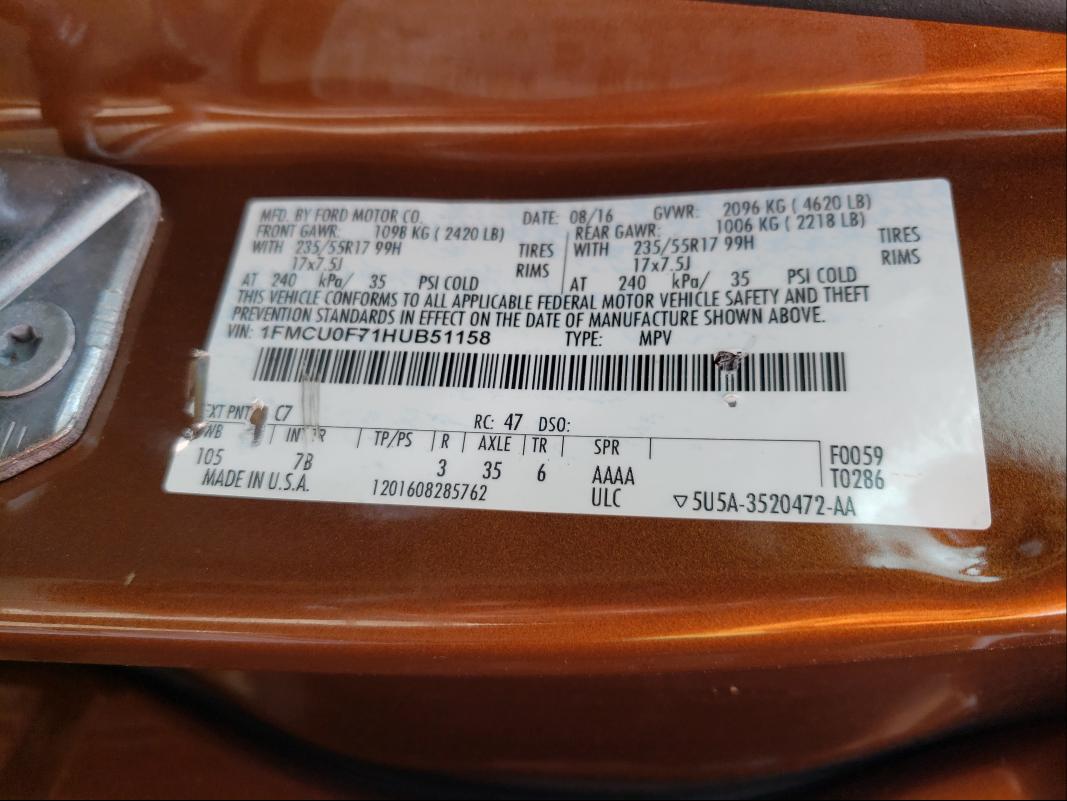 MFD. BY FORD MOTOR CO. DATE: 08/16 GVWR: 2096 KG ( 4620 LB)
FRONT GAWR: 1098 KG ( 2420 LB) REAR GAWR: 1006 KG ( 2218 LB)
WITH 235/55R17 99H TIRES WITH 235/55R17 99H TIRES
17x7.5J RIMS 17x7.5J RIMS
AT 240 kPa/ 35 PSI COLD AT 240 kPa/ 35 PSI COLD
THIS VEHICLE CONFORMS TO ALL APPLICABLE FEDERAL MOTOR VEHICLE SAFETY AND THEFT
PREVENTION STANDARDS IN EFFECT ON THE DATE OF MANUFACTURE SHOWN ABOVE.
VIN: 1FMCU0F71HUB51158 TYPE: MPV
EXT PNT C7 RC: 47 DSO:
WB TP/PS R AXLE TR SPR F0059
105 7B 3 35 6 AAAA T0286
MADE IN U.S.A. 1201608285762 ULC ▽5U5A-3520472-AA